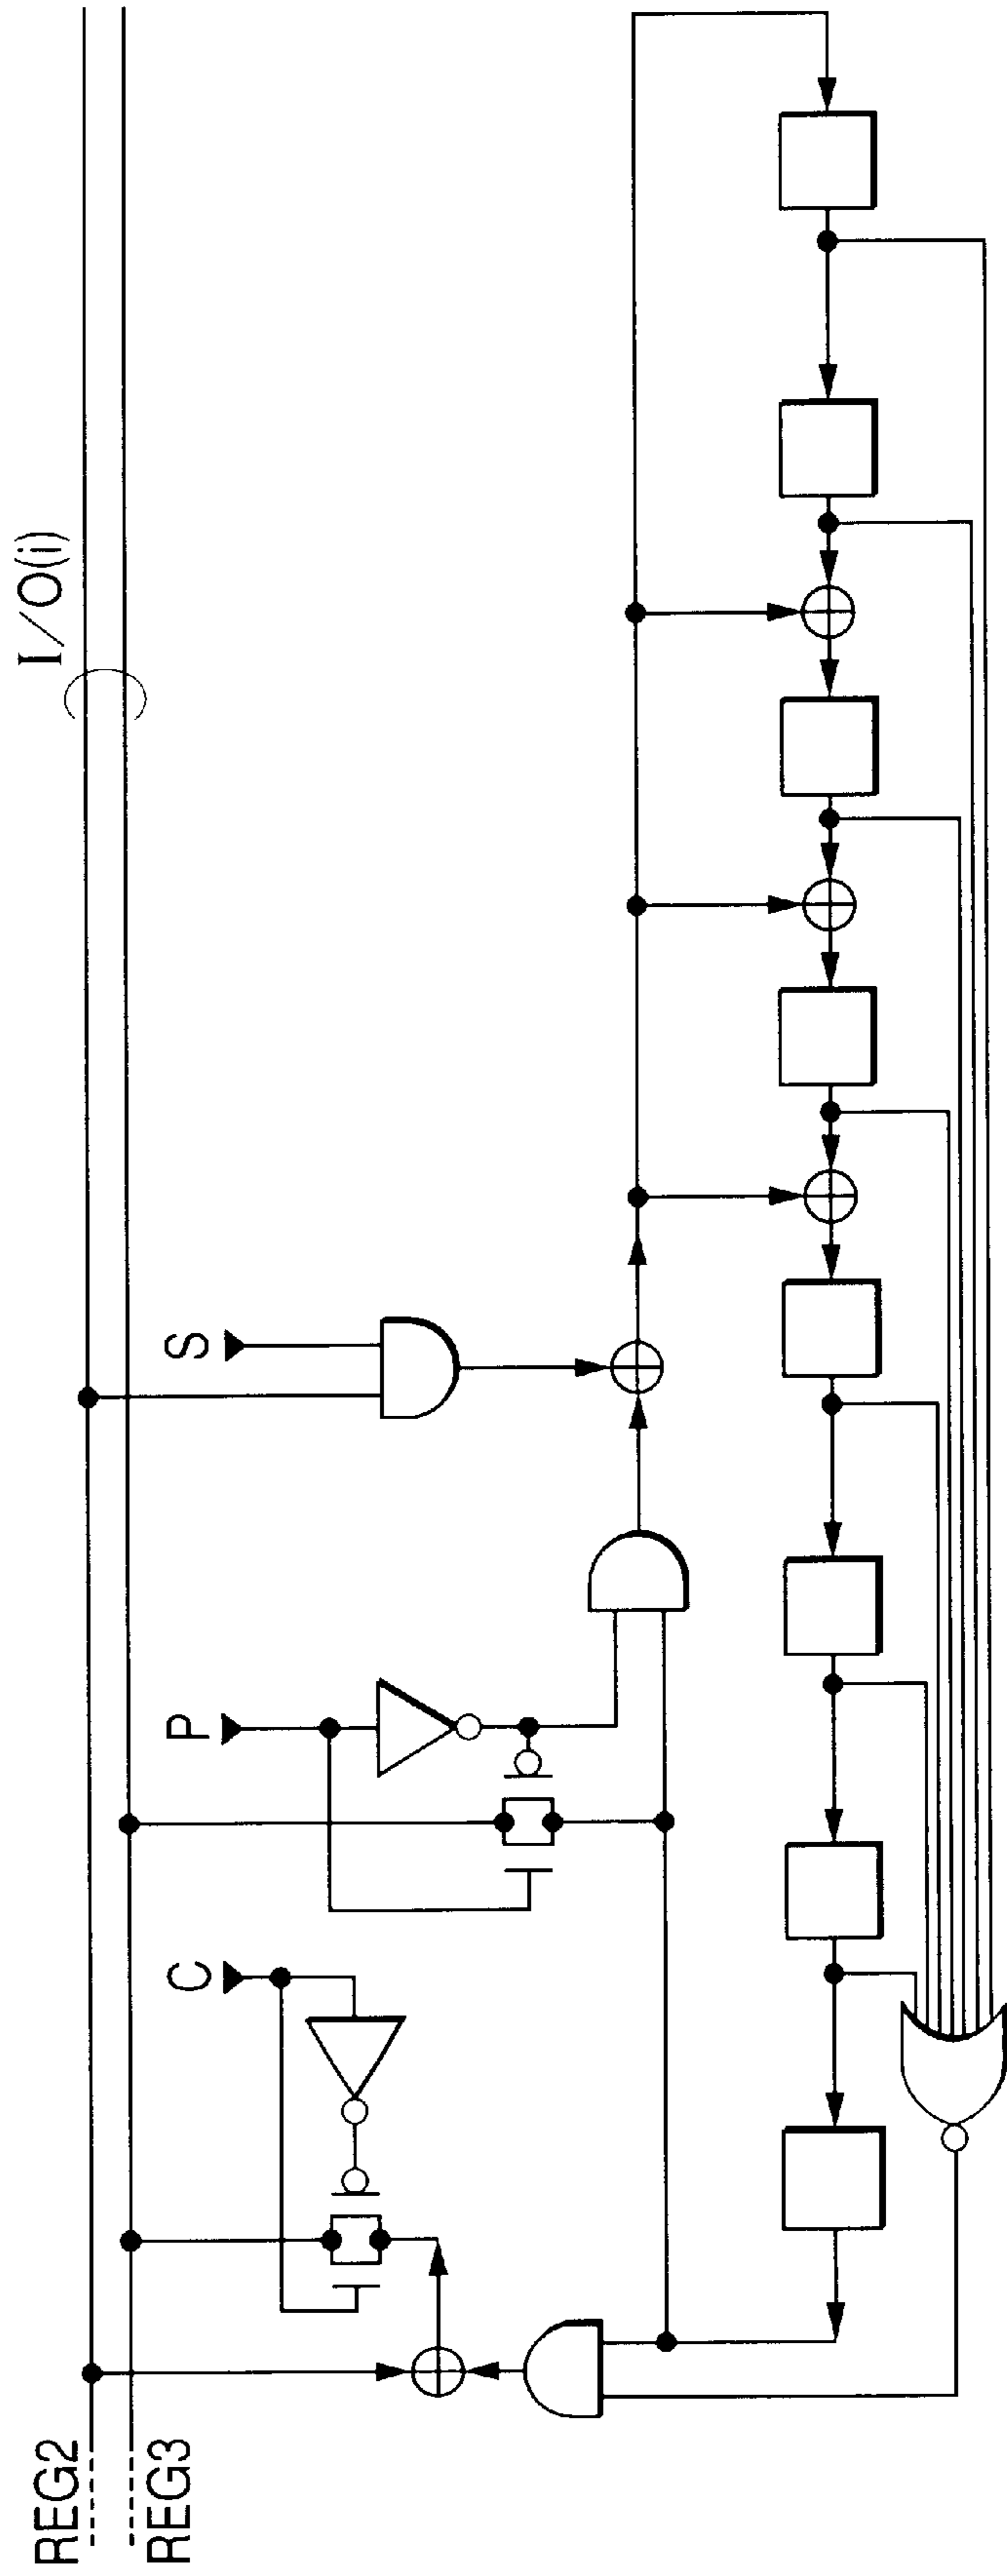 REG2
REG3
I/O(i)
C
P
S